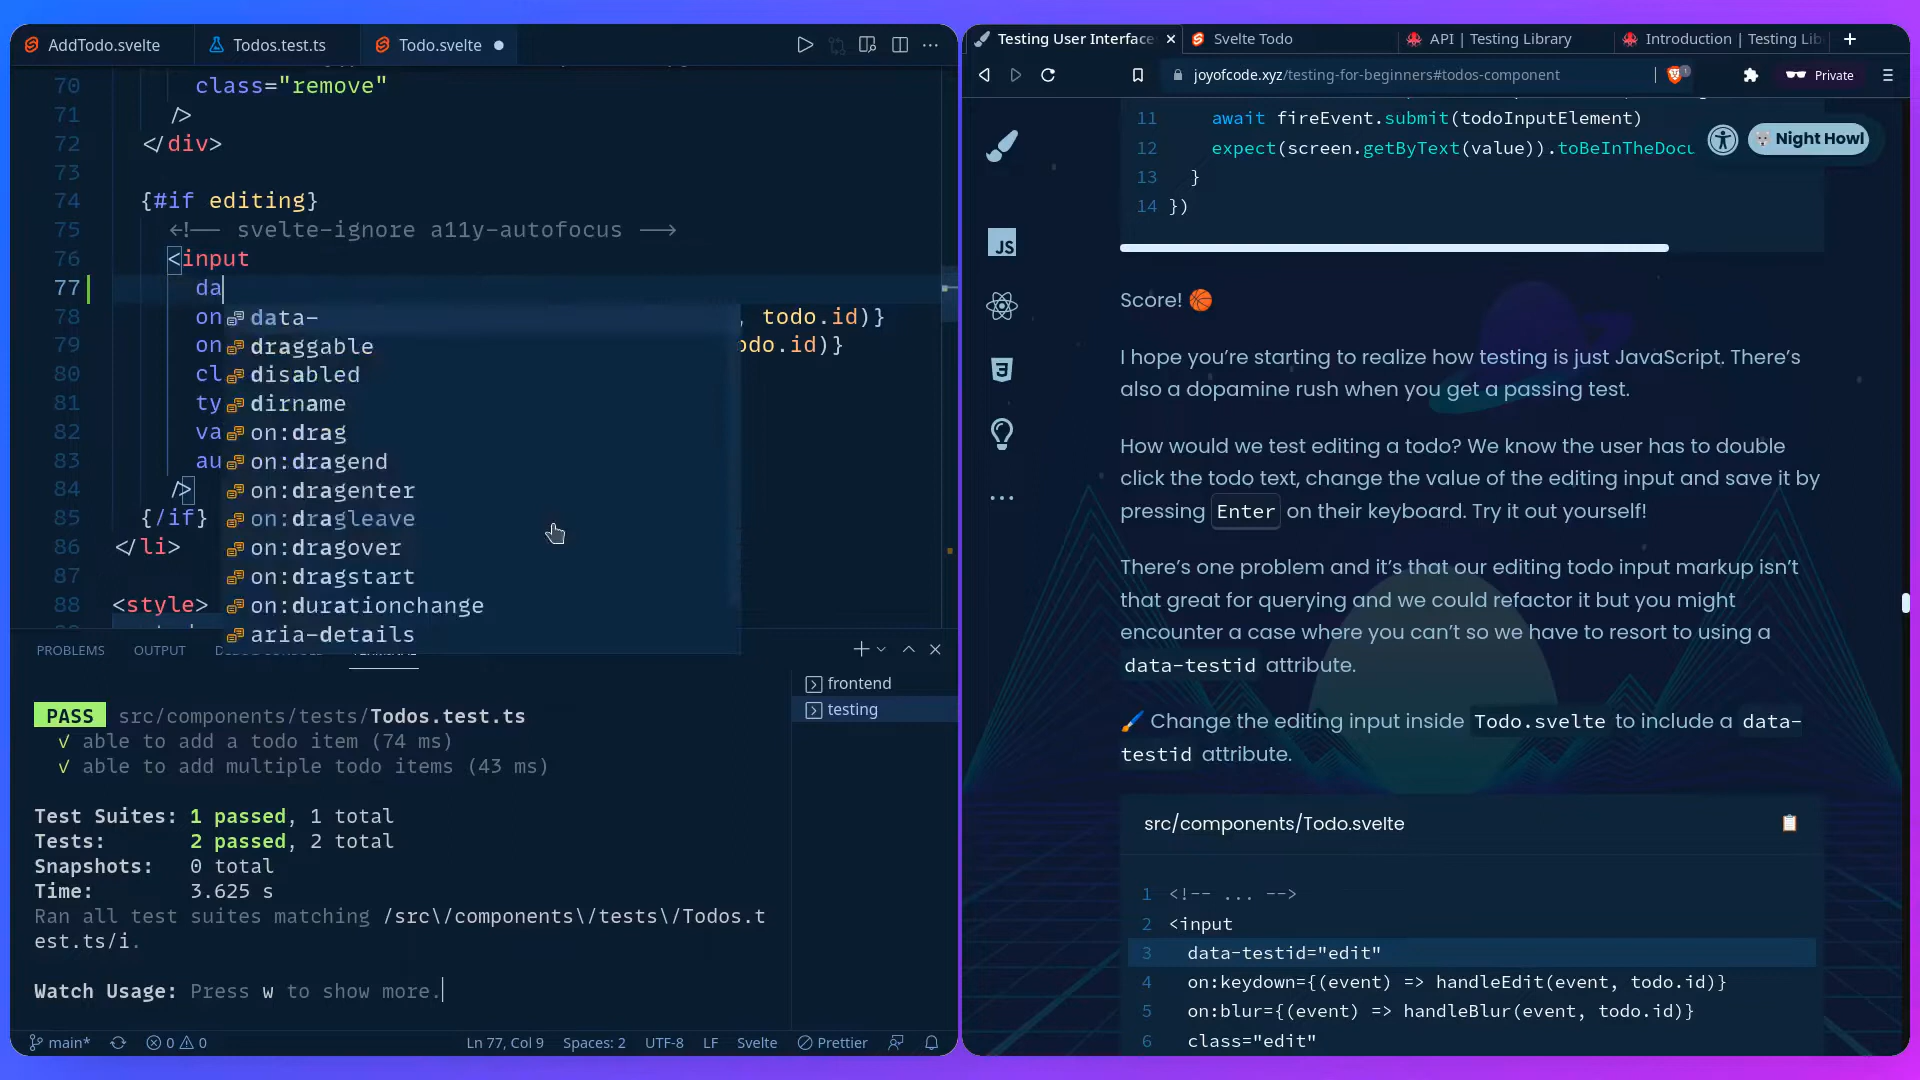 AddTodo.svelte
Todos.test.ts
Todo.svelte
70 class="remove"
71 />
72 </div>
73
74 {#if editing}
75 <!-- svelte-ignore a11y-autofocus -->
76 <input
77 da
78 on , todo.id)}
79 on odo.id)}
80 cl
81 ty
82 va
83 au
84 />
85 {/if}
86 </li>
87
88 <style>
data-
draggable
disabled
dirname
on:drag
on:dragend
on:dragenter
on:dragleave
on:dragover
on:dragstart
on:durationchange
aria-details
PROBLEMS OUTPUT
PASS src/components/tests/Todos.test.ts
√ able to add a todo item (74 ms)
√ able to add multiple todo items (43 ms)
Test Suites: 1 passed, 1 total
Tests: 2 passed, 2 total
Snapshots: 0 total
Time: 3.625 s
Ran all test suites matching /src\/components\/tests\/Todos.t
est.ts/i.
Watch Usage: Press w to show more.
frontend
testing
main* 0 0 Ln 77, Col 9 Spaces: 2 UTF-8 LF Svelte Prettier
Testing User Interface
Svelte Todo
API | Testing Library
Introduction | Testing Lib
joyofcode.xyz/testing-for-beginners#todos-component
1
Private
11 await fireEvent.submit(todoInputElement)
12 expect(screen.getByText(value)).toBeInTheDocu
13 }
14 })
Night Howl
JS
Score! 🏀
I hope you’re starting to realize how testing is just JavaScript. There’s
also a dopamine rush when you get a passing test.
How would we test editing a todo? We know the user has to double
click the todo text, change the value of the editing input and save it by
pressing Enter on their keyboard. Try it out yourself!
There’s one problem and it’s that our editing todo input markup isn’t
that great for querying and we could refactor it but you might
encounter a case where you can’t so we have to resort to using a
data-testid attribute.
🖌️ Change the editing input inside Todo.svelte to include a data-
testid attribute.
src/components/Todo.svelte
1 <!-- ... -->
2 <input
3 data-testid="edit"
4 on:keydown={(event) => handleEdit(event, todo.id)}
5 on:blur={(event) => handleBlur(event, todo.id)}
6 class="edit"